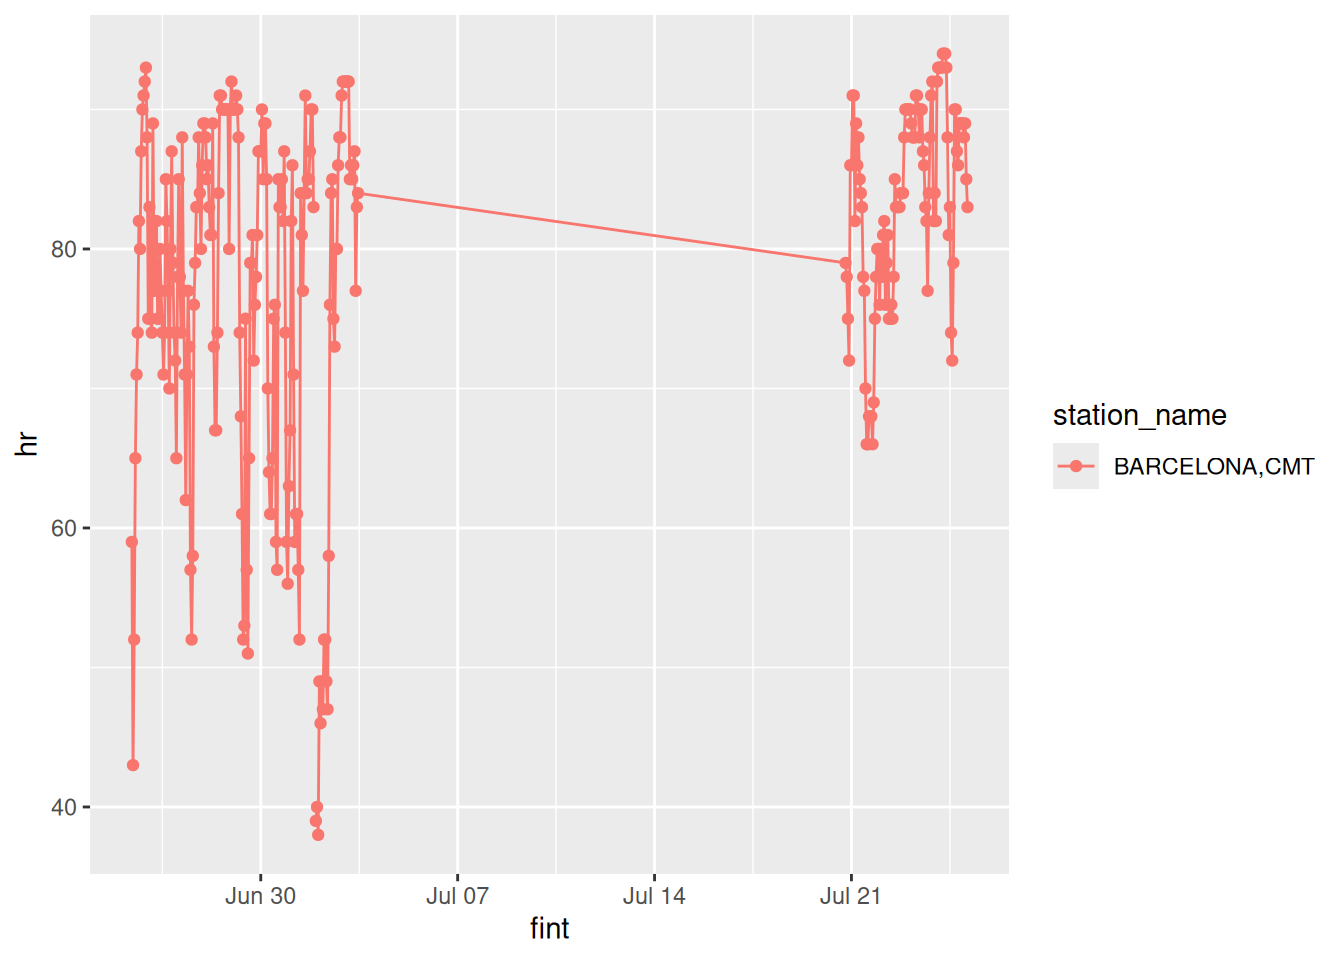 80
60
40
hr
Jun 30
Jul 07
Jul 14
Jul 21
fint
station_name
BARCELONA,CMT